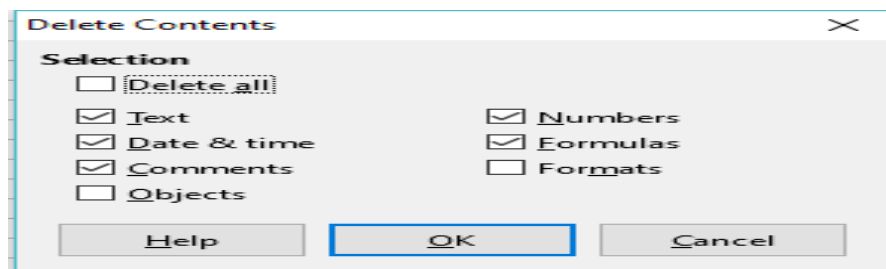 Delete Contents
Selection
Delete all
Text
Numbers
Date & time
Formulas
Comments
Formats
Objects
Help
OK
Cancel